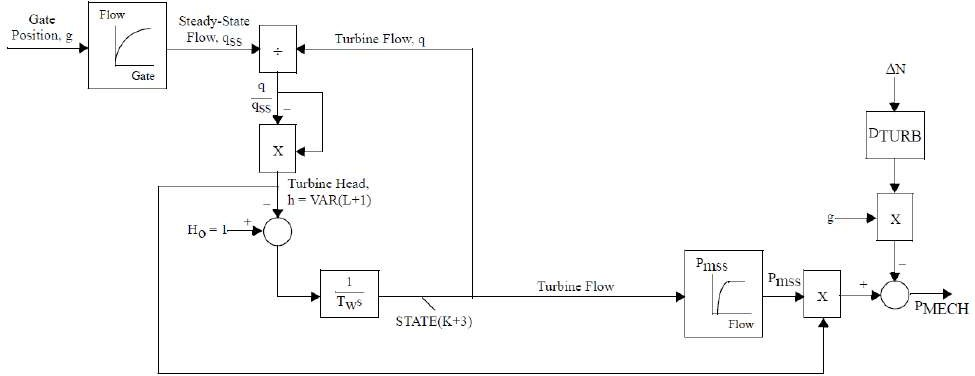 Gate
Position, g
Flow
Gate
Steady-State
Flow, qSS
÷
Turbine Flow, q
q
qSS
−
X
Turbine Head,
h = VAR(L+1)
−
HO = 1
+
1
TWs
STATE(K+3)
Turbine Flow
Pmss
Flow
Pmss
X
+
ΔN
DTURB
g
X
−
PMECH